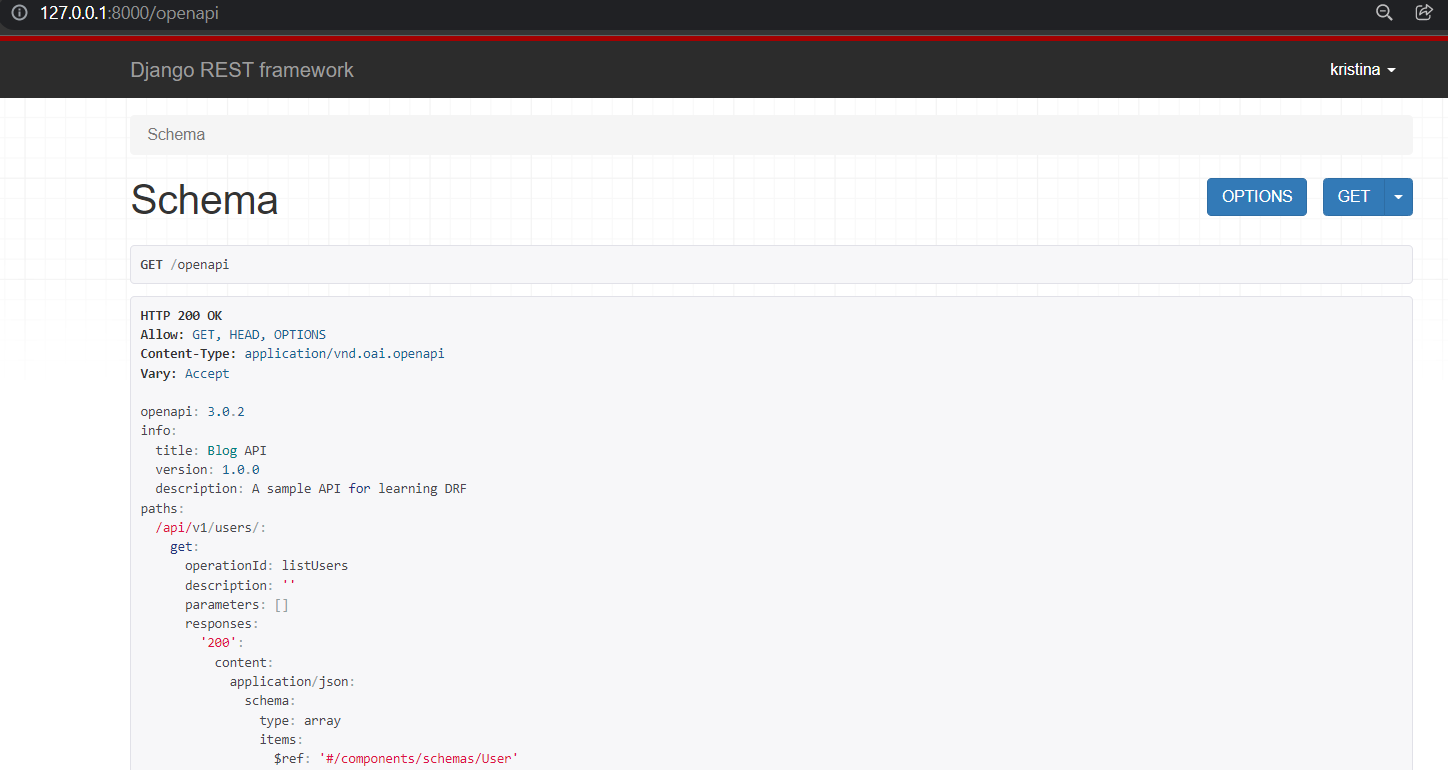 127.0.0.1:8000/openapi
Django REST framework
kristina
Schema
Schema
OPTIONS
GET
GET /openapi
HTTP 200 OK
Allow: GET, HEAD, OPTIONS
Content-Type: application/vnd.oai.openapi
Vary: Accept
openapi: 3.0.2
info:
  title: Blog API
  version: 1.0.0
  description: A sample API for learning DRF
paths:
  /api/v1/users/:
    get:
      operationId: listUsers
      description: ''
      parameters: []
      responses:
        '200':
          content:
            application/json:
              schema:
                type: array
                items:
                  $ref: '#/components/schemas/User'